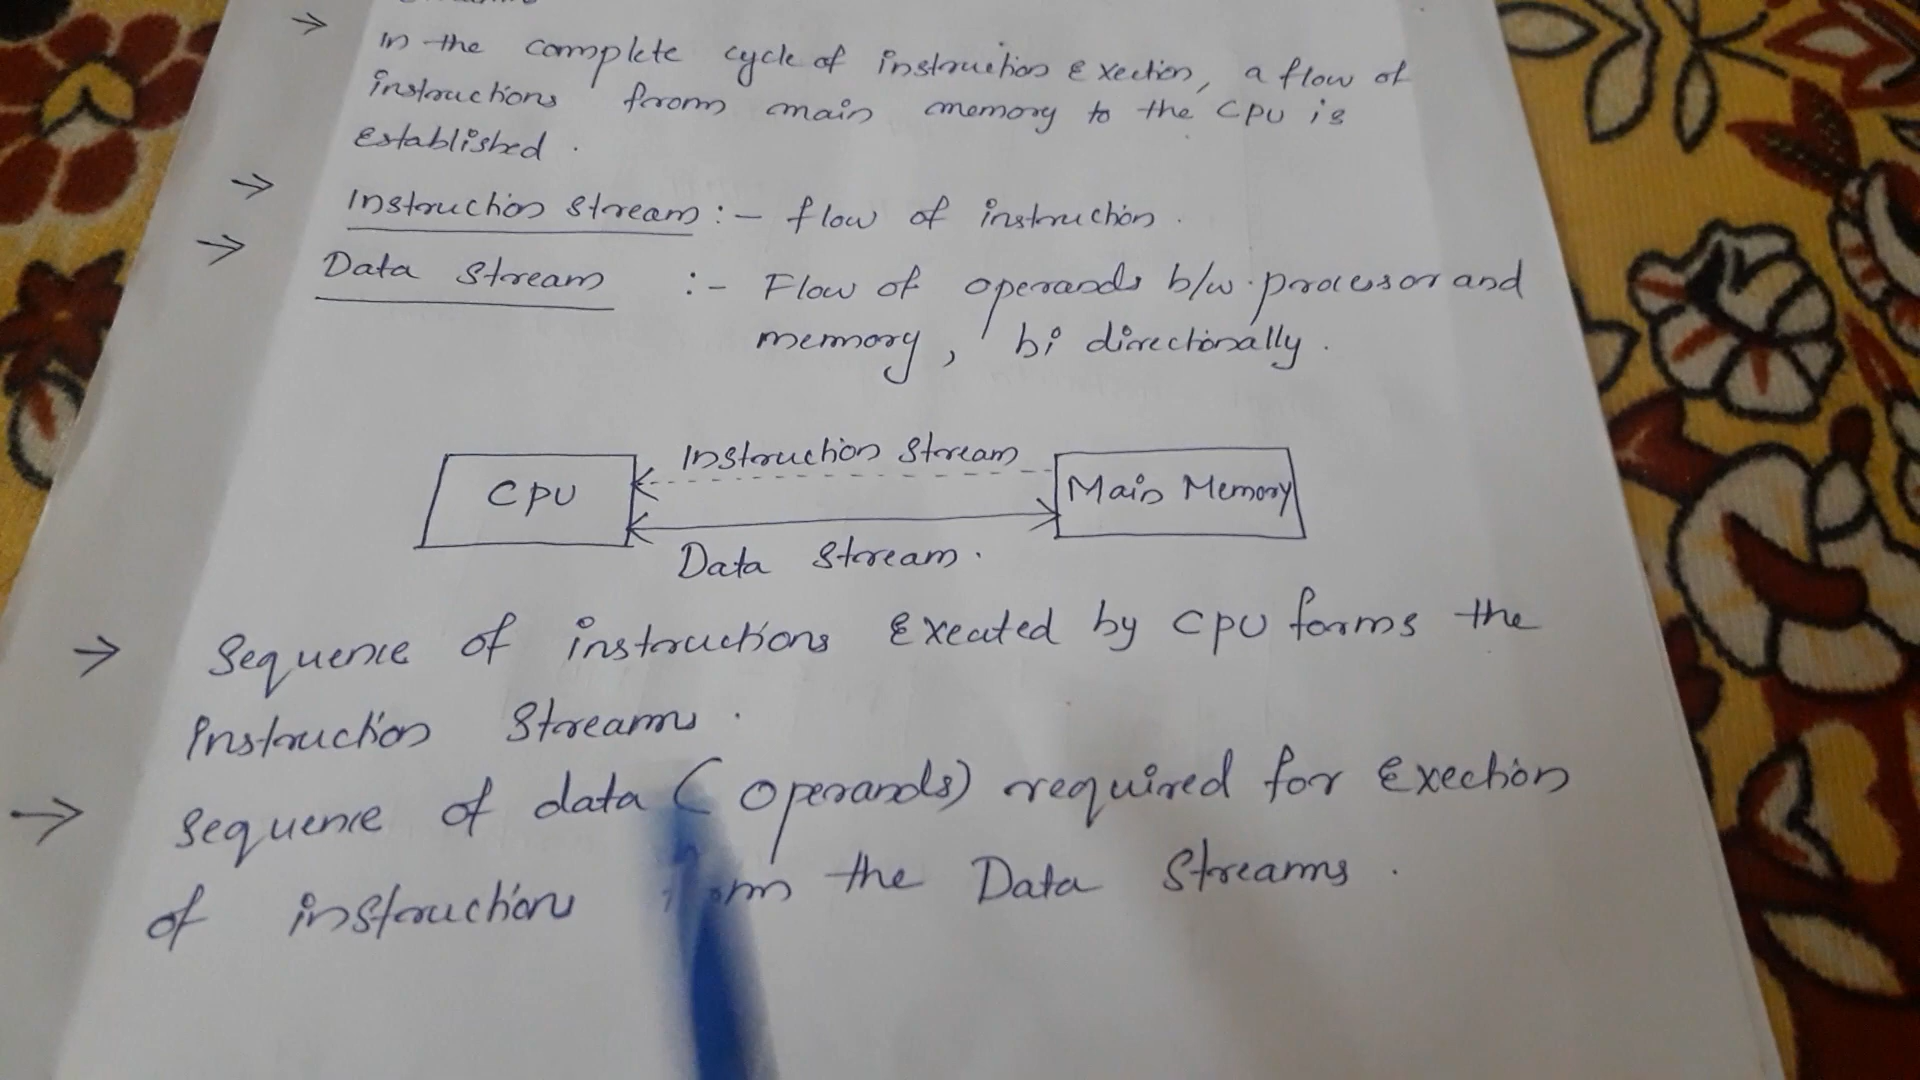 → In the complete cycle of instruction Exection, a flow of
instructions from main memory to the CPU is
established.
→ Instruction Stream :- flow of instruction.
→ Data Stream :- Flow of operands b/w processor and
memory, bi directionally.
Instruction Stream
CPU
Main Memory
Data Stream.
→ Sequence of instructions Exeated by CPU forms the
Instruction Streams.
→ Sequence of data (operands) required for Exection
of instructions the Data Streams.